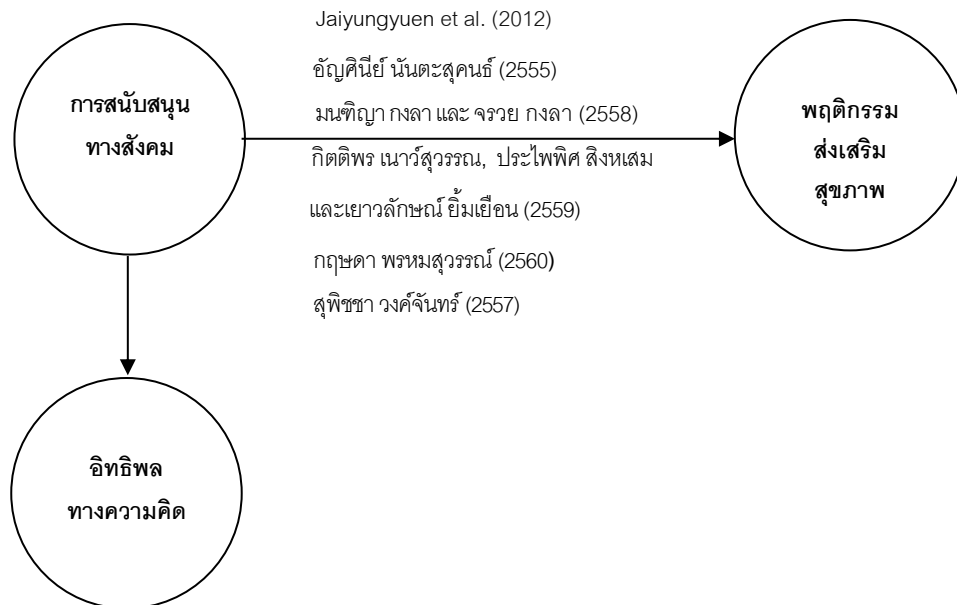 การสนับสนุน
ทางสังคม
Jaiyungyuen et al. (2012)
อัญศินีย์ นันตะสุคนธ์ (2555)
มนฑิญา กงลา และ จรวย กงลา (2558)
กิตติพร เนาว์สุวรรณ, ประไพพิศ สิงหเสม
และเยาวลักษณ์ ยิ้มเยือน (2559)
กฤษดา พรหมสุวรรณ์ (2560)
สุพิชชา วงค์จันทร์ (2557)
พฤติกรรม
ส่งเสริม
สุขภาพ
อิทธิพล
ทางความคิด